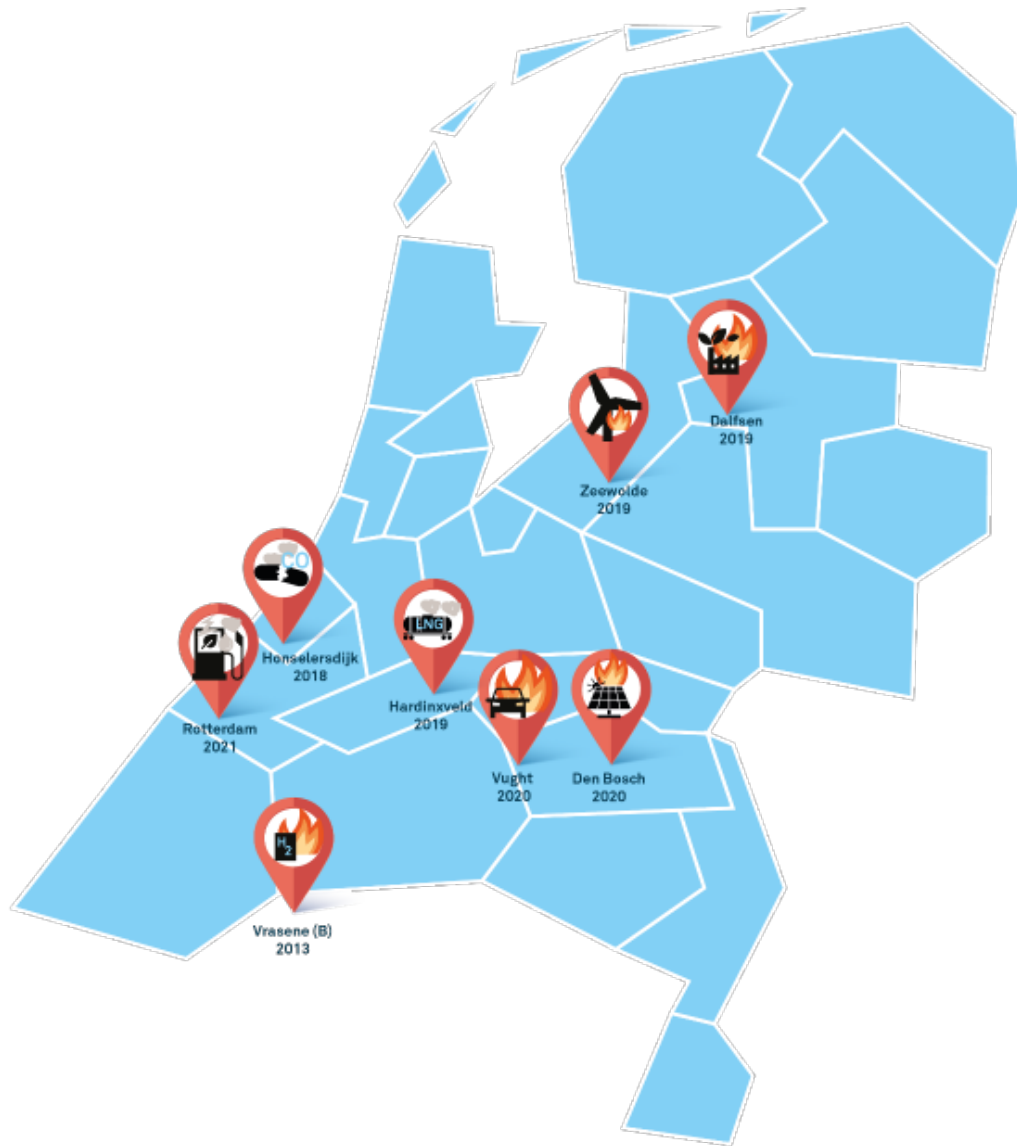 Dalfsen
2019
Zeewolde
2019
CO
Honselersdijk
2018
LNG
Hardinxveld
2019
Rotterdam
2021
Vught
2020
Den Bosch
2020
H2
Vrasene (B)
2013